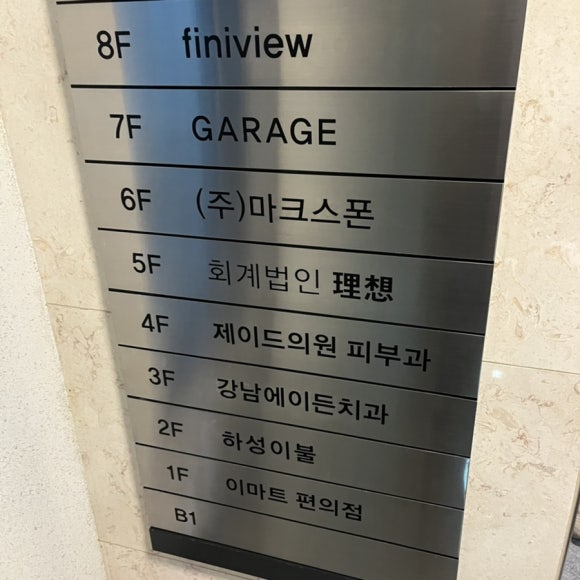 8F finiview
7F GARAGE
6F (주)마크스폰
5F 회계법인 理想
4F 제이드의원 피부과
3F 강남에이든치과
2F 하성이불
1F 이마트 편의점
B1